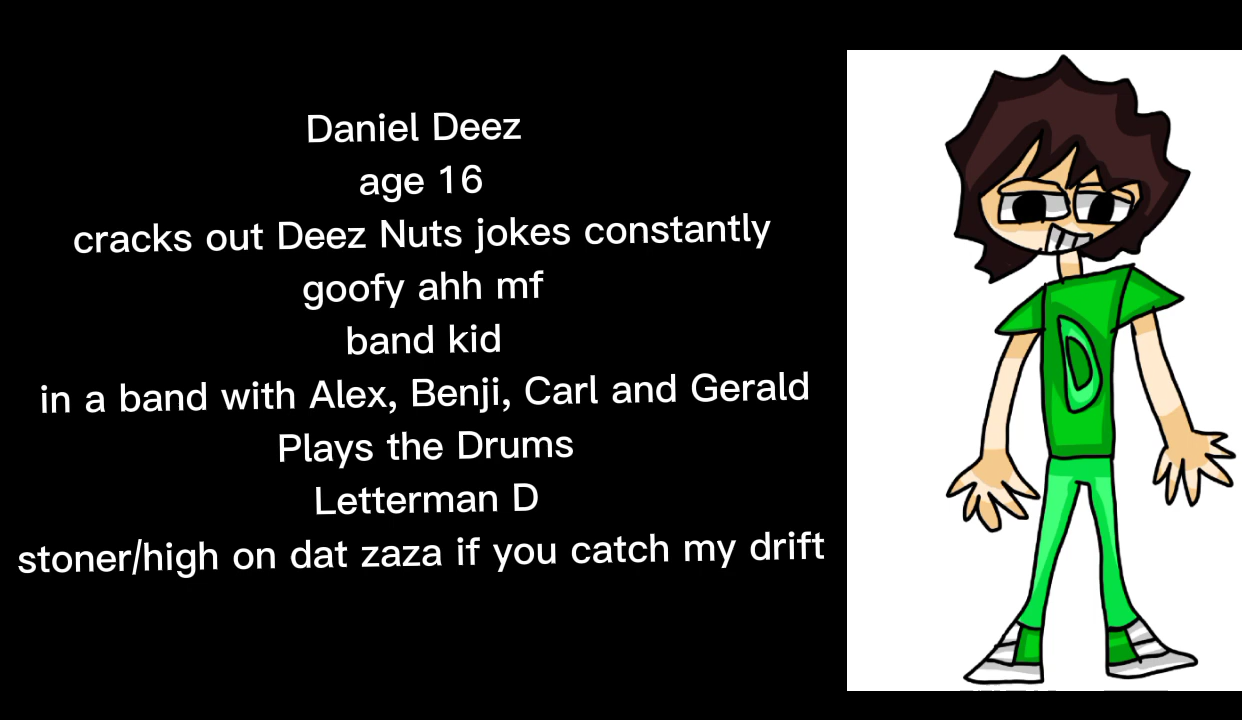 Daniel Deez
age 16
cracks out Deez Nuts jokes constantly
goofy ahh mf
band kid
in a band with Alex, Benji, Carl and Gerald
Plays the Drums
Letterman D
stoner/high on dat zaza if you catch my drift
D